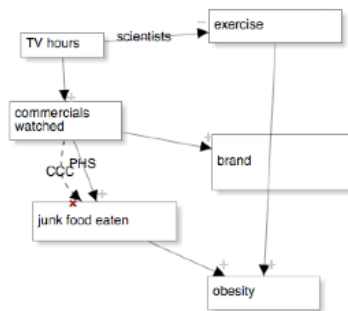 TV hours
scientists
exercise
−
+
commercials
watched
+
brand
CCC
PHS
+
junk food eaten
+
+
obesity